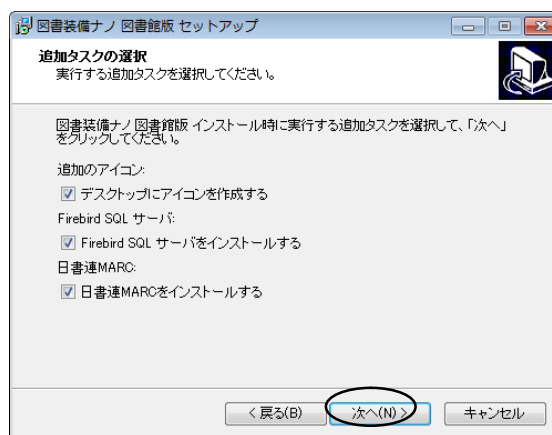 図書装備ナノ 図書館版 セットアップ
追加タスクの選択
実行する追加タスクを選択してください。
図書装備ナノ 図書館版 インストール時に実行する追加タスクを選択して、「次へ」
をクリックしてください。
追加のアイコン:
デスクトップにアイコンを作成する
Firebird SQL サーバ:
Firebird SQL サーバをインストールする
日書連MARC:
日書連MARCをインストールする
< 戻る(B) 次へ(N) > キャンセル